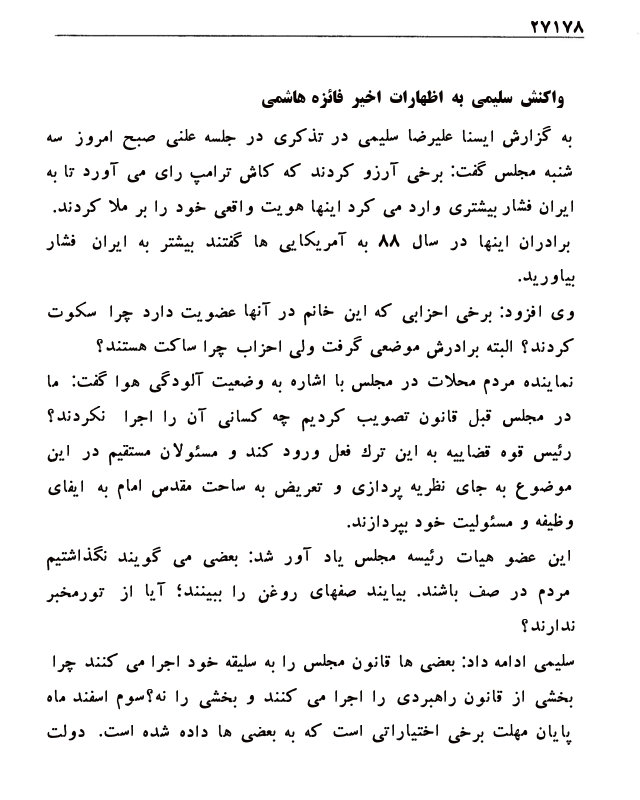 ۲۷۱۷۸
واکنش سلیمی به اظهارات اخیر فائزه هاشمی
به گزارش ایسنا علیرضا سلیمی در تذکری در جلسه علنی صبح امروز سه
شنبه مجلس گفت: برخی آرزو کردند که کاش ترامپ رای می آورد تا به
ایران فشار بیشتری وارد می کرد اینها هویت واقعی خود را بر ملا کردند.
برادران اینها در سال ۸۸ به آمریکایی ها گفتند بیشتر به ایران فشار
بیاورید.
وی افزود: برخی احزابی که این خانم در آنها عضویت دارد چرا سکوت
کردند؟ البته برادرش موضعی گرفت ولی احزاب چرا ساکت هستند؟
نماینده مردم محلات در مجلس با اشاره به وضعیت آلودگی هوا گفت: ما
در مجلس قبل قانون تصویب کردیم چه کسانی آن را اجرا نکردند؟
رئیس قوه قضاییه به این ترك فعل ورود کند و مسئولان مستقیم در این
موضوع به جای نظریه پردازی و تعریض به ساحت مقدس امام به ایفای
وظیفه و مسئولیت خود بپردازند.
این عضو هیات رئیسه مجلس یاد آور شد: بعضی می گویند نگذاشتیم
مردم در صف باشند. بیایند صفهای روغن را ببینند؛ آیا از تورمخبر
ندارند؟
سلیمی ادامه داد: بعضی ها قانون مجلس را به سلیقه خود اجرا می کنند چرا
بخشی از قانون راهبردی را اجرا می کنند و بخشی را نه؟سوم اسفند ماه
پایان مهلت برخی اختیاراتی است که به بعضی ها داده شده است. دولت